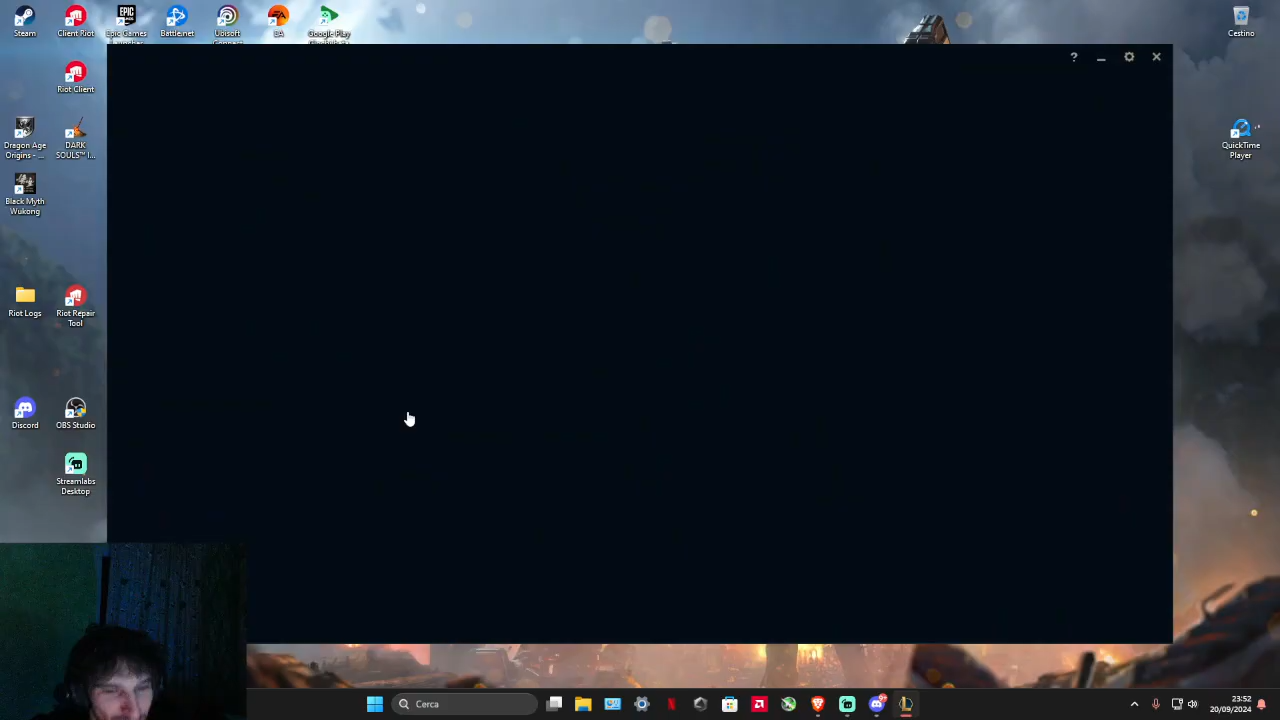 Steam
Client Riot
Epic Games
Battle.net
Ubisoft
EA
Google Play
Cestino
Riot Client
Dragon Age
Origins - ...
DARK
SOULS™ I...
QuickTime
Player
Black Myth
Wukong
Riot Logs
Riot Repair
Tool
Discord
OBS Studio
Streamlabs
Desktop
Cerca
23:52
20/09/2024